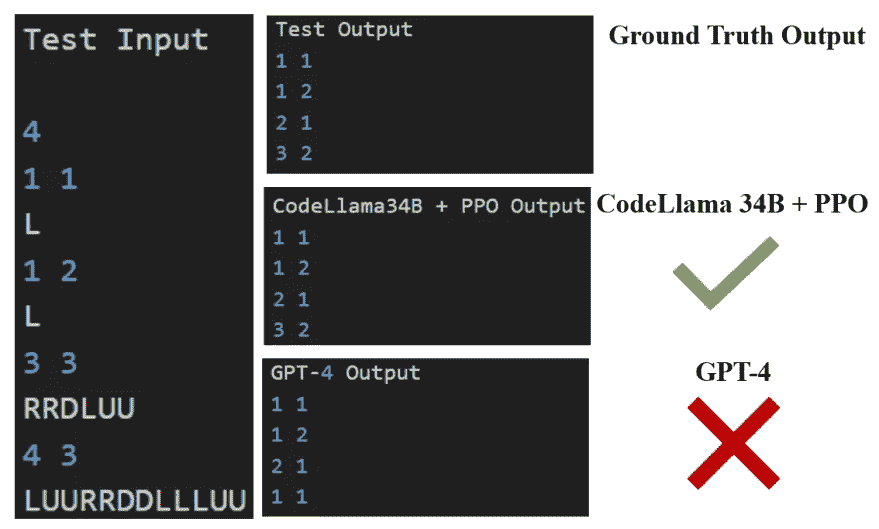 Test Input
4
1 1
L
1 2
L
3 3
RRDLUU
4 3
LUURRDDLLLUU
Test Output
1 1
1 2
2 1
3 2
Ground Truth Output
CodeLlama34B + PPO Output
1 1
1 2
2 1
3 2
CodeLlama 34B + PPO
GPT-4 Output
1 1
1 2
2 1
1 1
GPT-4